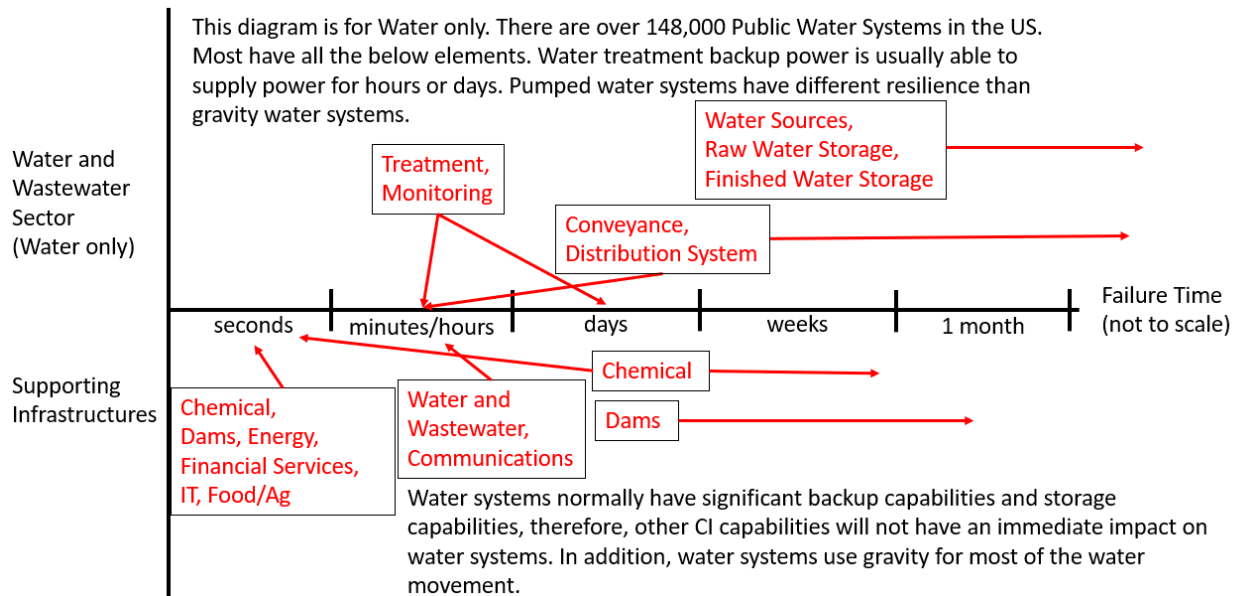 This diagram is for Water only. There are over 148,000 Public Water Systems in the US.
Most have all the below elements. Water treatment backup power is usually able to
supply power for hours or days. Pumped water systems have different resilience than
gravity water systems.
Water Sources,
Raw Water Storage,
Finished Water Storage
Water and
Wastewater
Sector
(Water only)
Treatment,
Monitoring
Conveyance,
Distribution System
seconds
minutes/hours
days
weeks
1 month
Failure Time
(not to scale)
Supporting
Infrastructures
Chemical
Chemical,
Dams, Energy,
Financial Services,
IT, Food/Ag
Water and
Wastewater,
Communications
Dams
Water systems normally have significant backup capabilities and storage
capabilities, therefore, other CI capabilities will not have an immediate impact on
water systems. In addition, water systems use gravity for most of the water
movement.